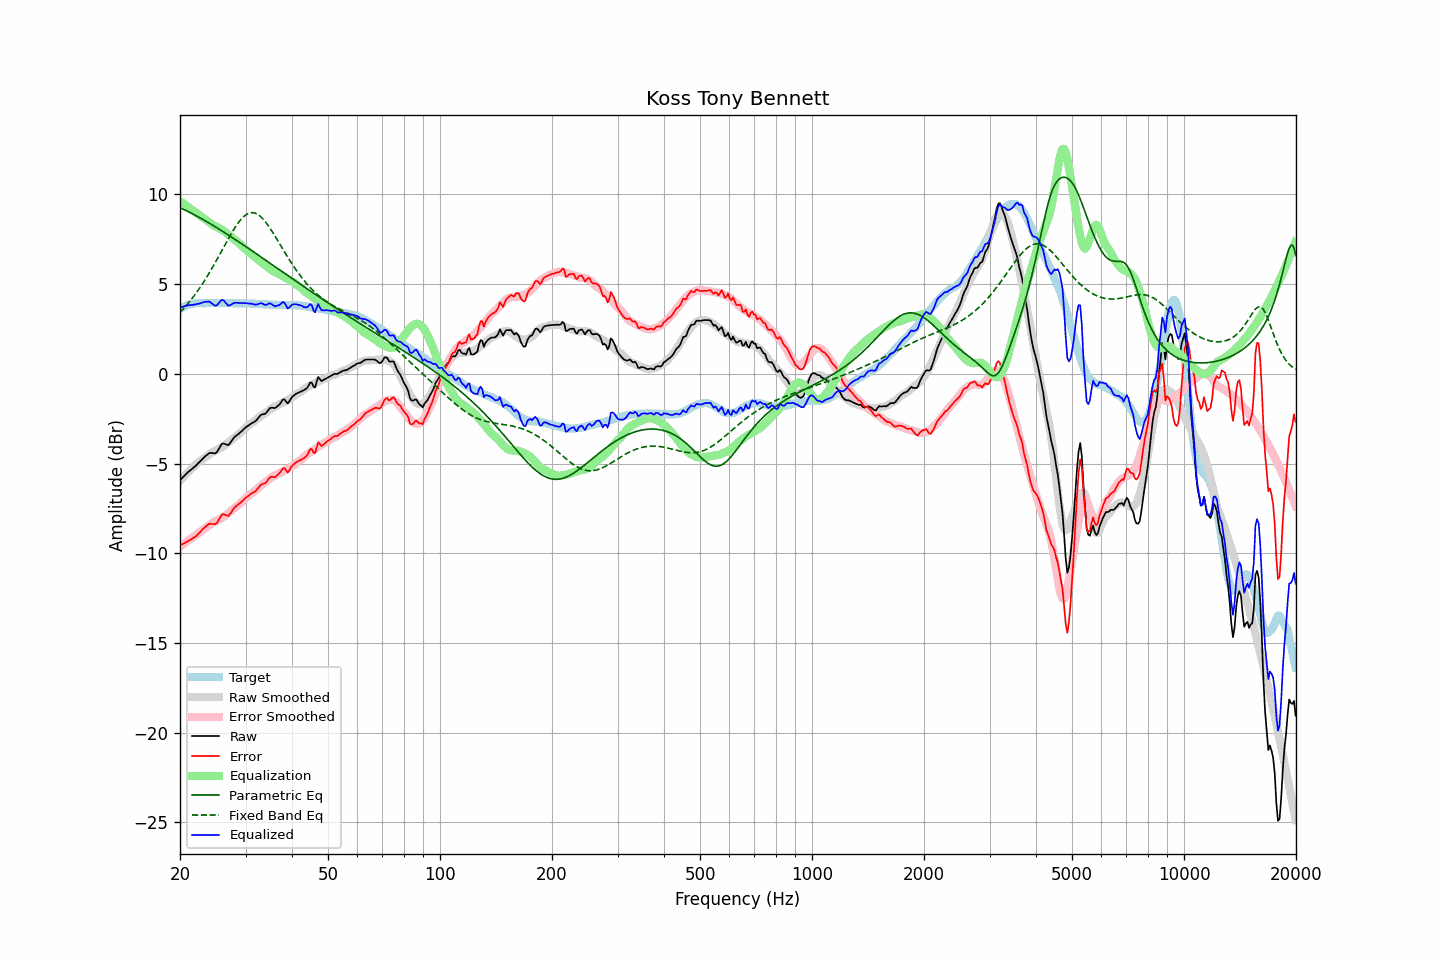 Koss Tony Bennett
Amplitude (dBr)
10
5
0
−5
−10
−15
−20
−25
Target
Raw Smoothed
Error Smoothed
Raw
Error
Equalization
Parametric Eq
Fixed Band Eq
Equalized
20 50 100 200 500 1000 2000 5000 10000 20000
Frequency (Hz)